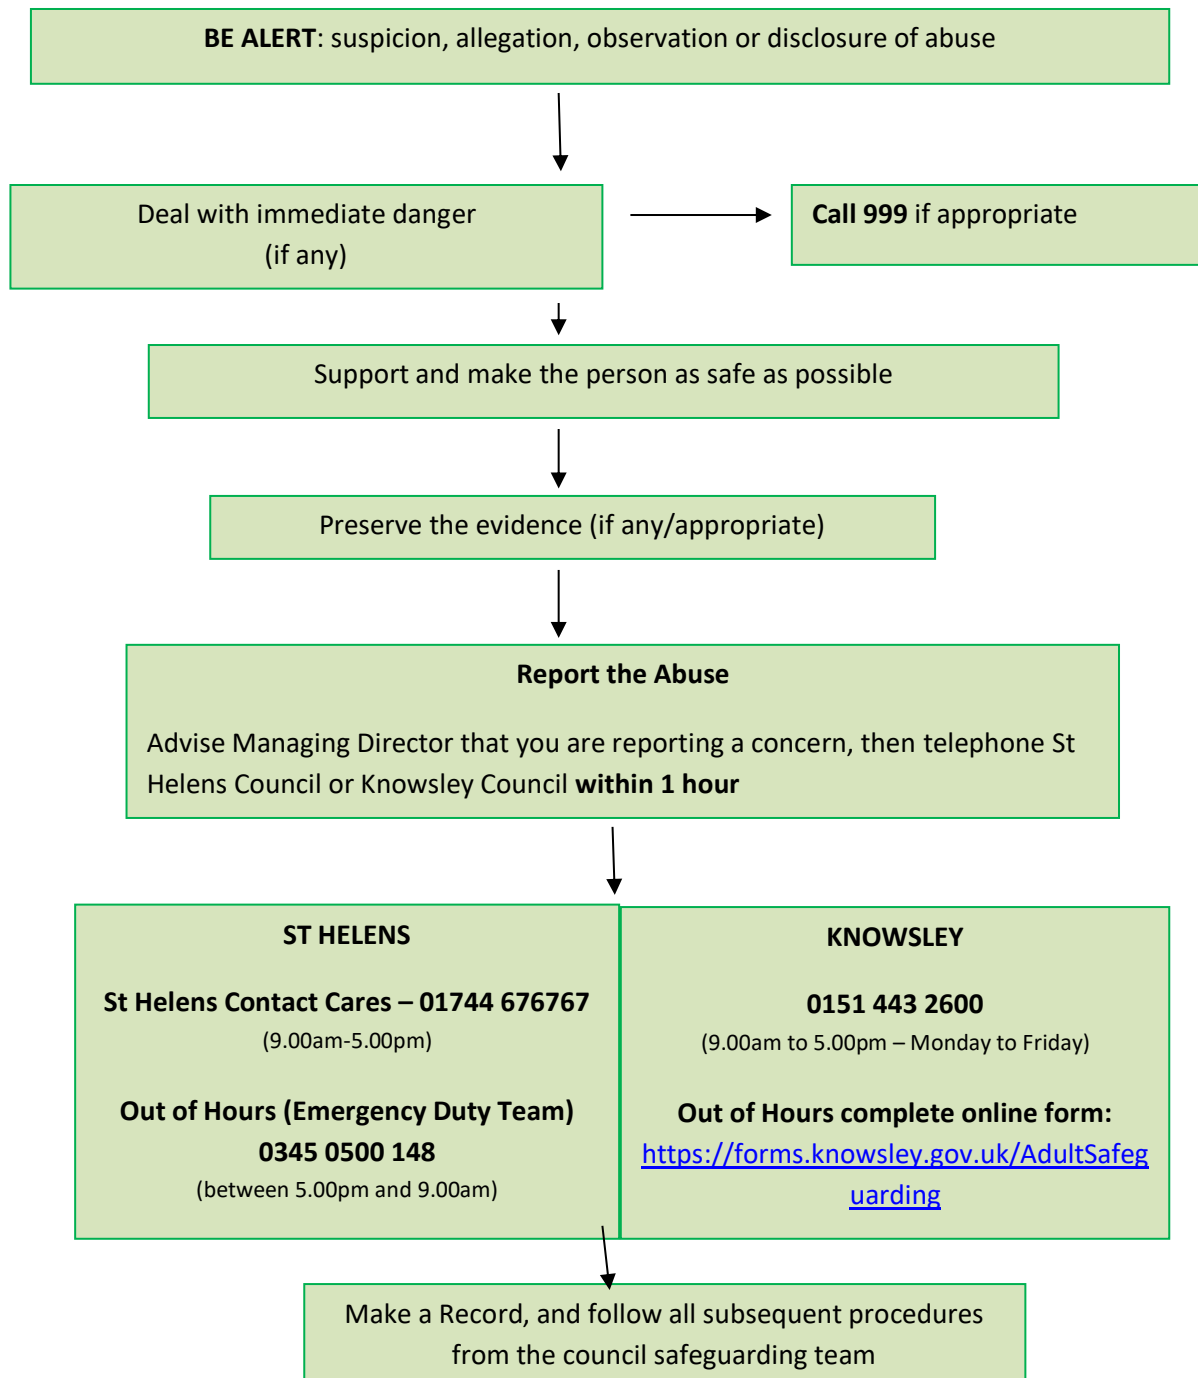 BE ALERT: suspicion, allegation, observation or disclosure of abuse
Deal with immediate danger
(if any)
Call 999 if appropriate
Support and make the person as safe as possible
Preserve the evidence (if any/appropriate)
Report the Abuse
Advise Managing Director that you are reporting a concern, then telephone St
Helens Council or Knowsley Council within 1 hour
ST HELENS
St Helens Contact Cares – 01744 676767
(9.00am-5.00pm)
Out of Hours (Emergency Duty Team)
0345 0500 148
(between 5.00pm and 9.00am)
KNOWSLEY
0151 443 2600
(9.00am to 5.00pm – Monday to Friday)
Out of Hours complete online form:
https://forms.knowsley.gov.uk/AdultSafeg
uarding
Make a Record, and follow all subsequent procedures
from the council safeguarding team